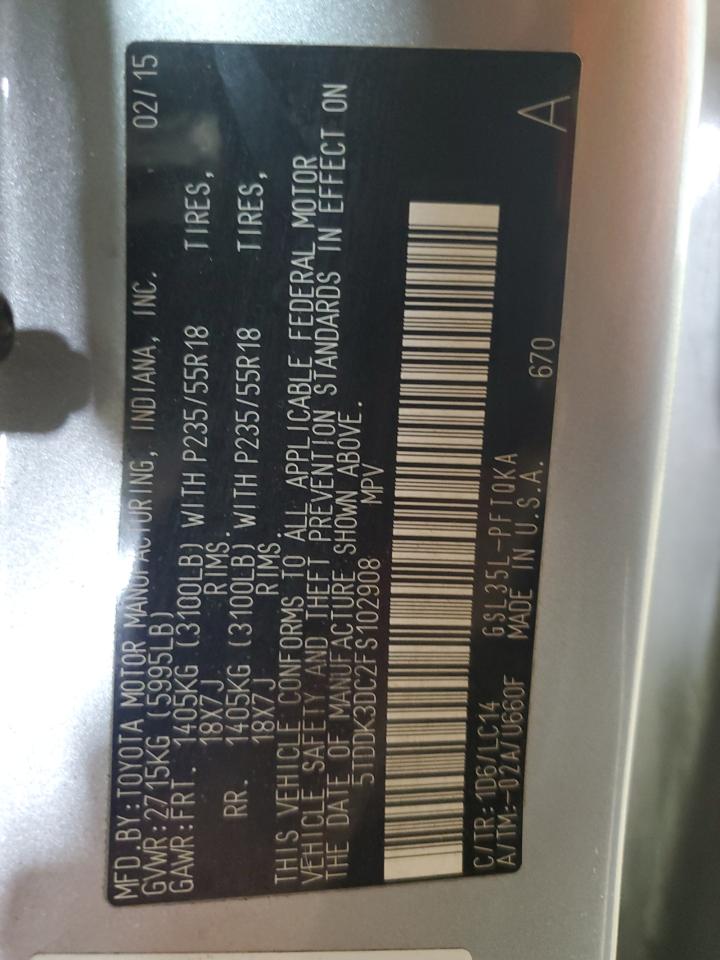 MFD.BY:TOYOTA MOTOR MANUFACTURING, INDIANA, INC. 02/15
GVWR:2715KG (5995LB)
GAWR:FRT. 1405KG (3100LB) WITH P235/55R18 TIRES,
18X7J RIMS.
RR. 1405KG (3100LB) WITH P235/55R18 TIRES,
18X7J RIMS.
THIS VEHICLE CONFORMS TO ALL APPLICABLE FEDERAL MOTOR
VEHICLE SAFETY AND THEFT PREVENTION STANDARDS IN EFFECT ON
THE DATE OF MANUFACTURE SHOWN ABOVE.
5TDDK3DC2FS102908 MPV
C/TR:1D6/LC14 GSL35L-PFTQKA
A/TM:-02A/U660F MADE IN U.S.A. 670
A